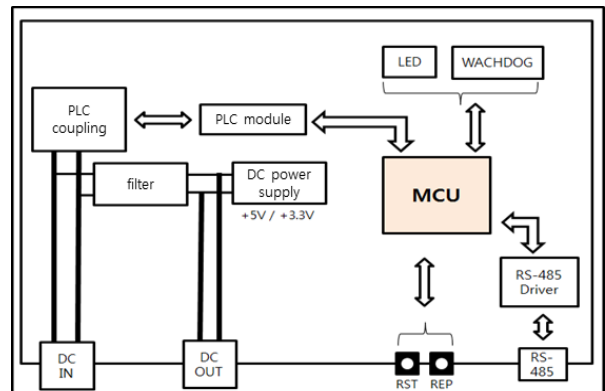 LED
WACHDOG
PLC
coupling
PLC module
filter
DC power
supply
+5V / +3.3V
MCU
RS-485
Driver
DC
IN
DC
OUT
RST
REP
RS-
485